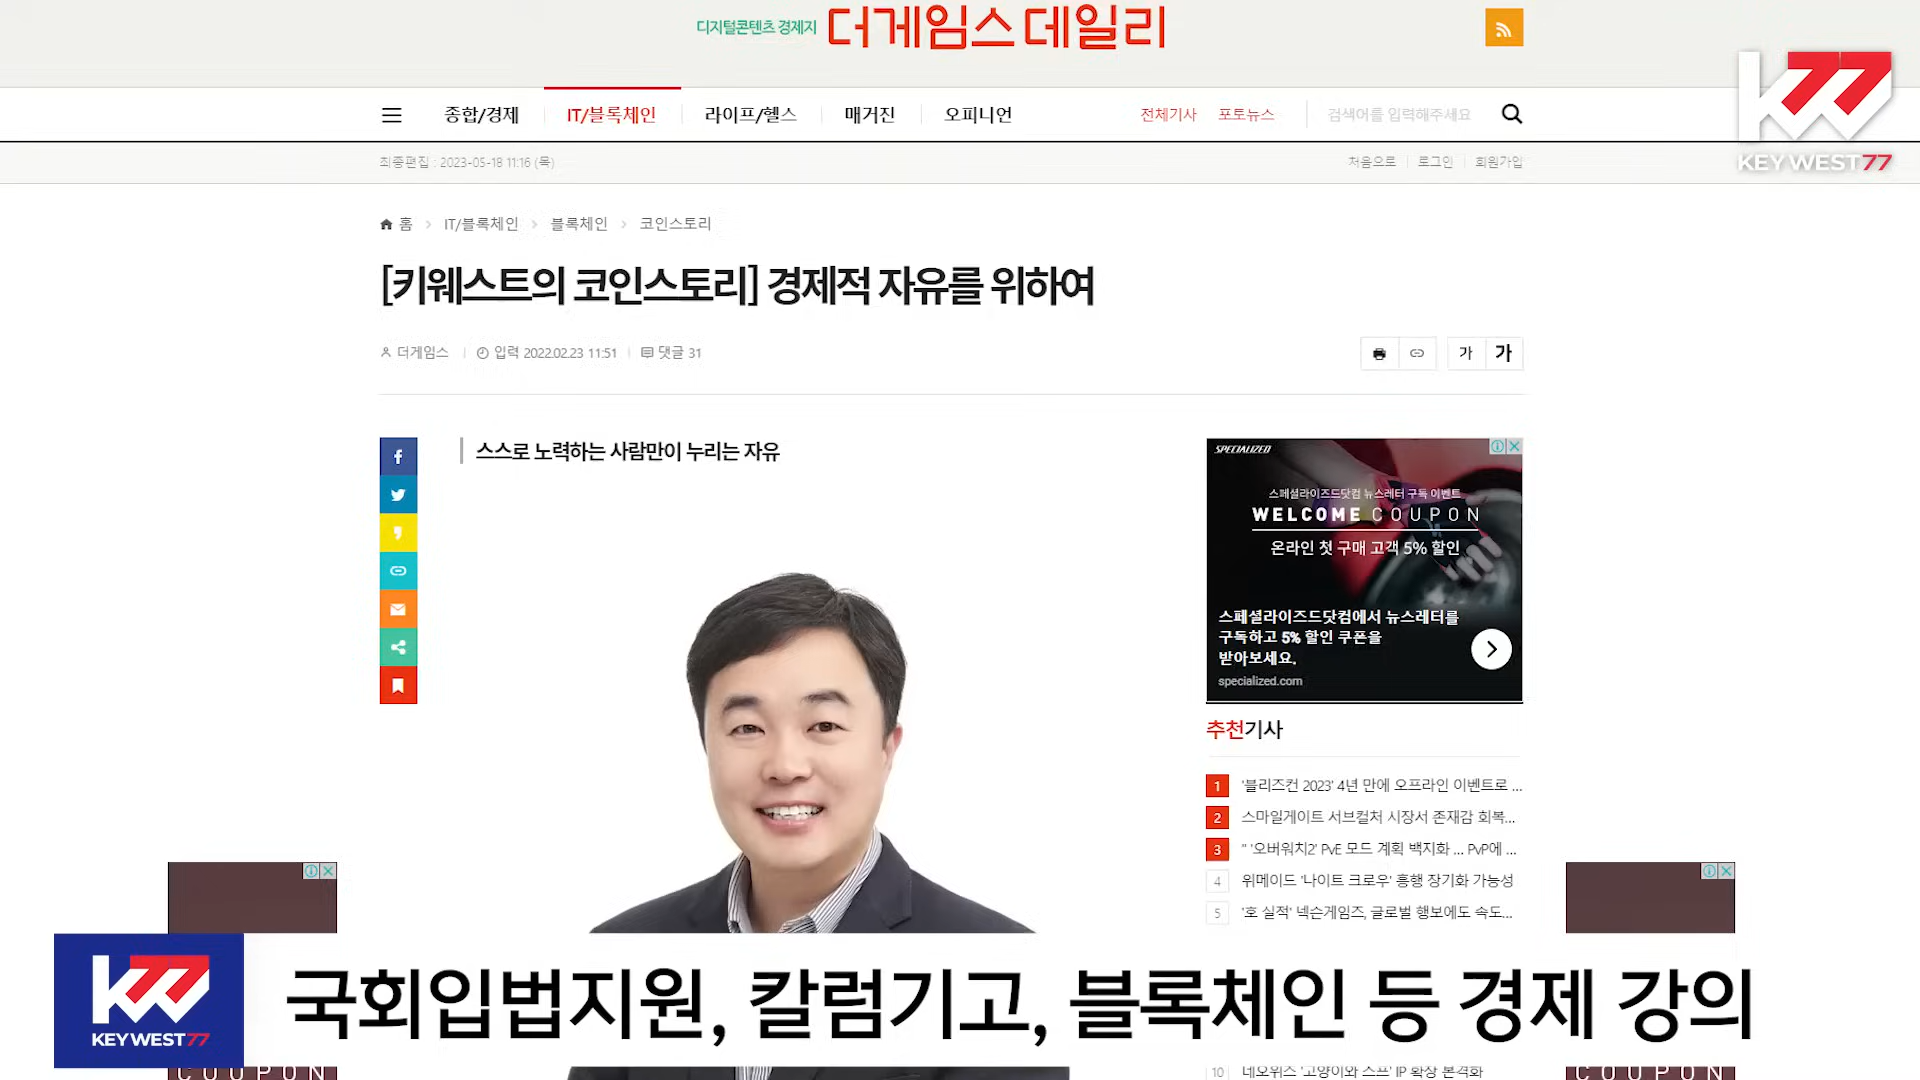 디지털콘텐츠 경제지 더게임스데일리
K77
KEYWEST77
종합/경제 IT/블록체인 라이프/헬스 매거진 오피니언 전체기사 포토뉴스 검색어를 입력해주세요
최종편집 : 2023-05-18 11:16 (목) 처음으로 로그인 회원가입
홈 > IT/블록체인 > 블록체인 > 코인스토리
[키웨스트의 코인스토리] 경제적 자유를 위하여
더게임스 입력 2022.02.23 11:51 댓글 31
가 가
스스로 노력하는 사람만이 누리는 자유
SPECIALIZED
스페셜라이즈드닷컴 뉴스레터 구독 이벤트
WELCOME COUPON
온라인 첫 구매 고객 5% 할인
스페셜라이즈드닷컴에서 뉴스레터를
구독하고 5% 할인 쿠폰을
받아보세요.
specialized.com
추천기사
1 '블리즈컨 2023' 4년 만에 오프라인 이벤트로 ...
2 스마일게이트 서브컬처 시장서 존재감 회복...
3 " '오버워치2' PvE 모드 계획 백지화 ... PvP에 ...
4 위메이드 '나이트 크로우' 흥행 장기화 가능성
5 '호 실적' 넥슨게임즈, 글로벌 행보에도 속도...
K77
KEYWEST77
국회입법지원, 칼럼기고, 블록체인 등 경제 강의
COUPON
10 네오위즈 '고양이와 스프' IP 확장 본격화
COUPON